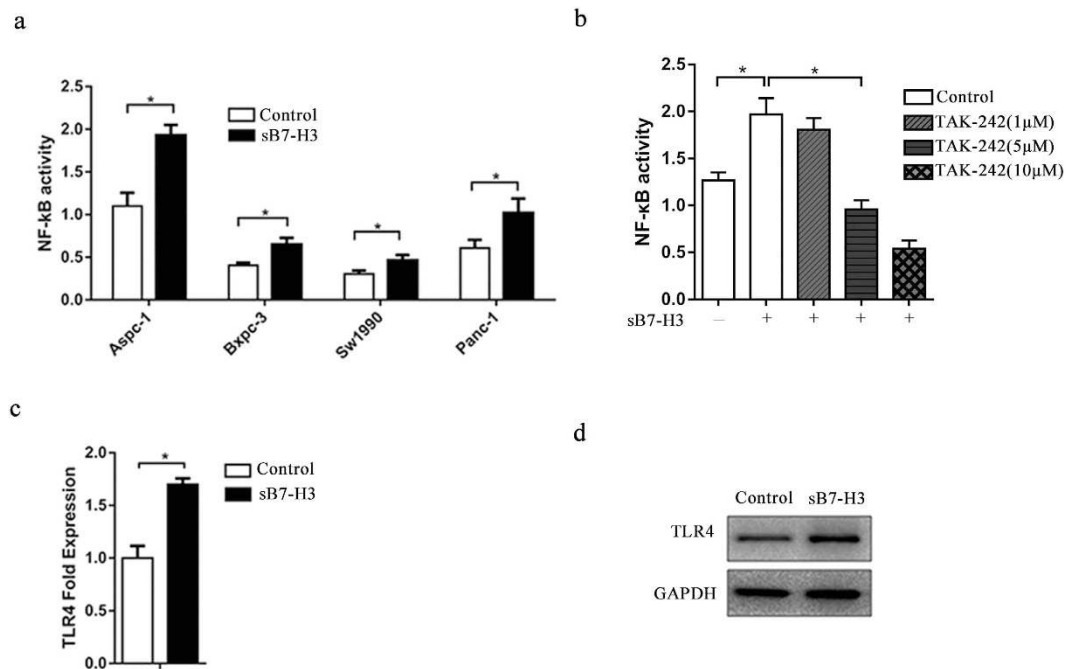 a
NF-kB activity
2.5
2.0
1.5
1.0
0.5
0.0
*
*
*
*
Control
sB7-H3
Aspc-1
Bxpc-3
Sw1990
Panc-1
b
NF-κB activity
2.5
2.0
1.5
1.0
0.5
0.0
*
*
Control
TAK-242(1μM)
TAK-242(5μM)
TAK-242(10μM)
sB7-H3 – + + + +
c
TLR4 Fold Expression
2.0
1.5
1.0
0.5
0.0
*
Control
sB7-H3
d
Control sB7-H3
TLR4
GAPDH